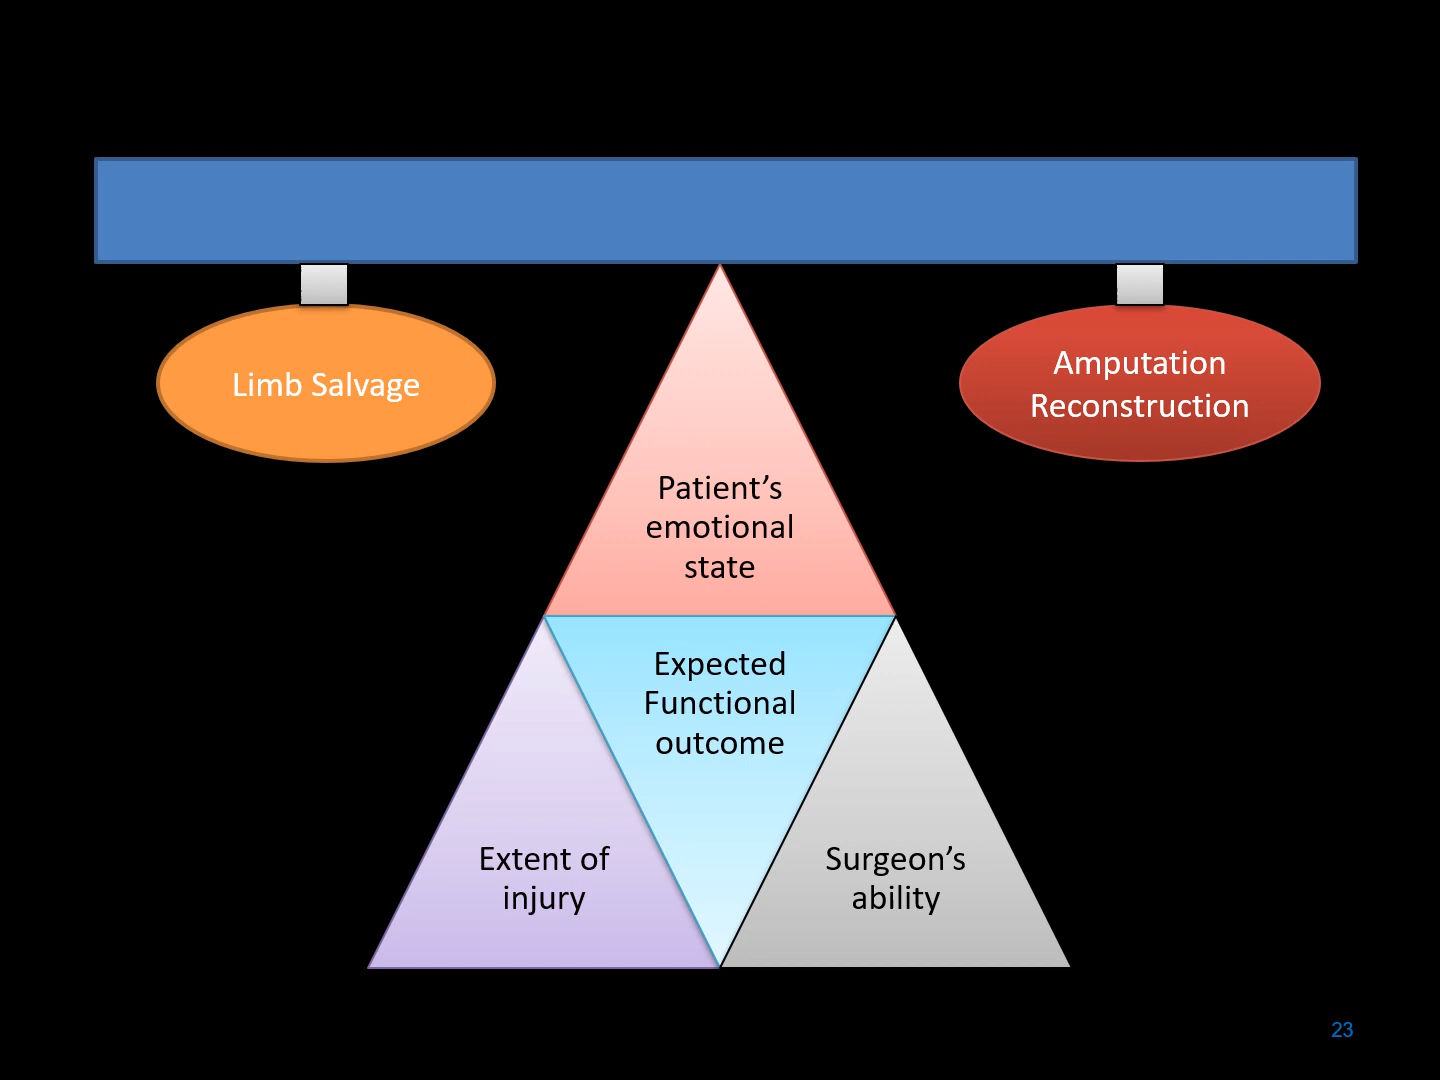 Limb Salvage
Amputation
Reconstruction
Patient’s
emotional
state
Expected
Functional
outcome
Extent of
injury
Surgeon’s
ability
23